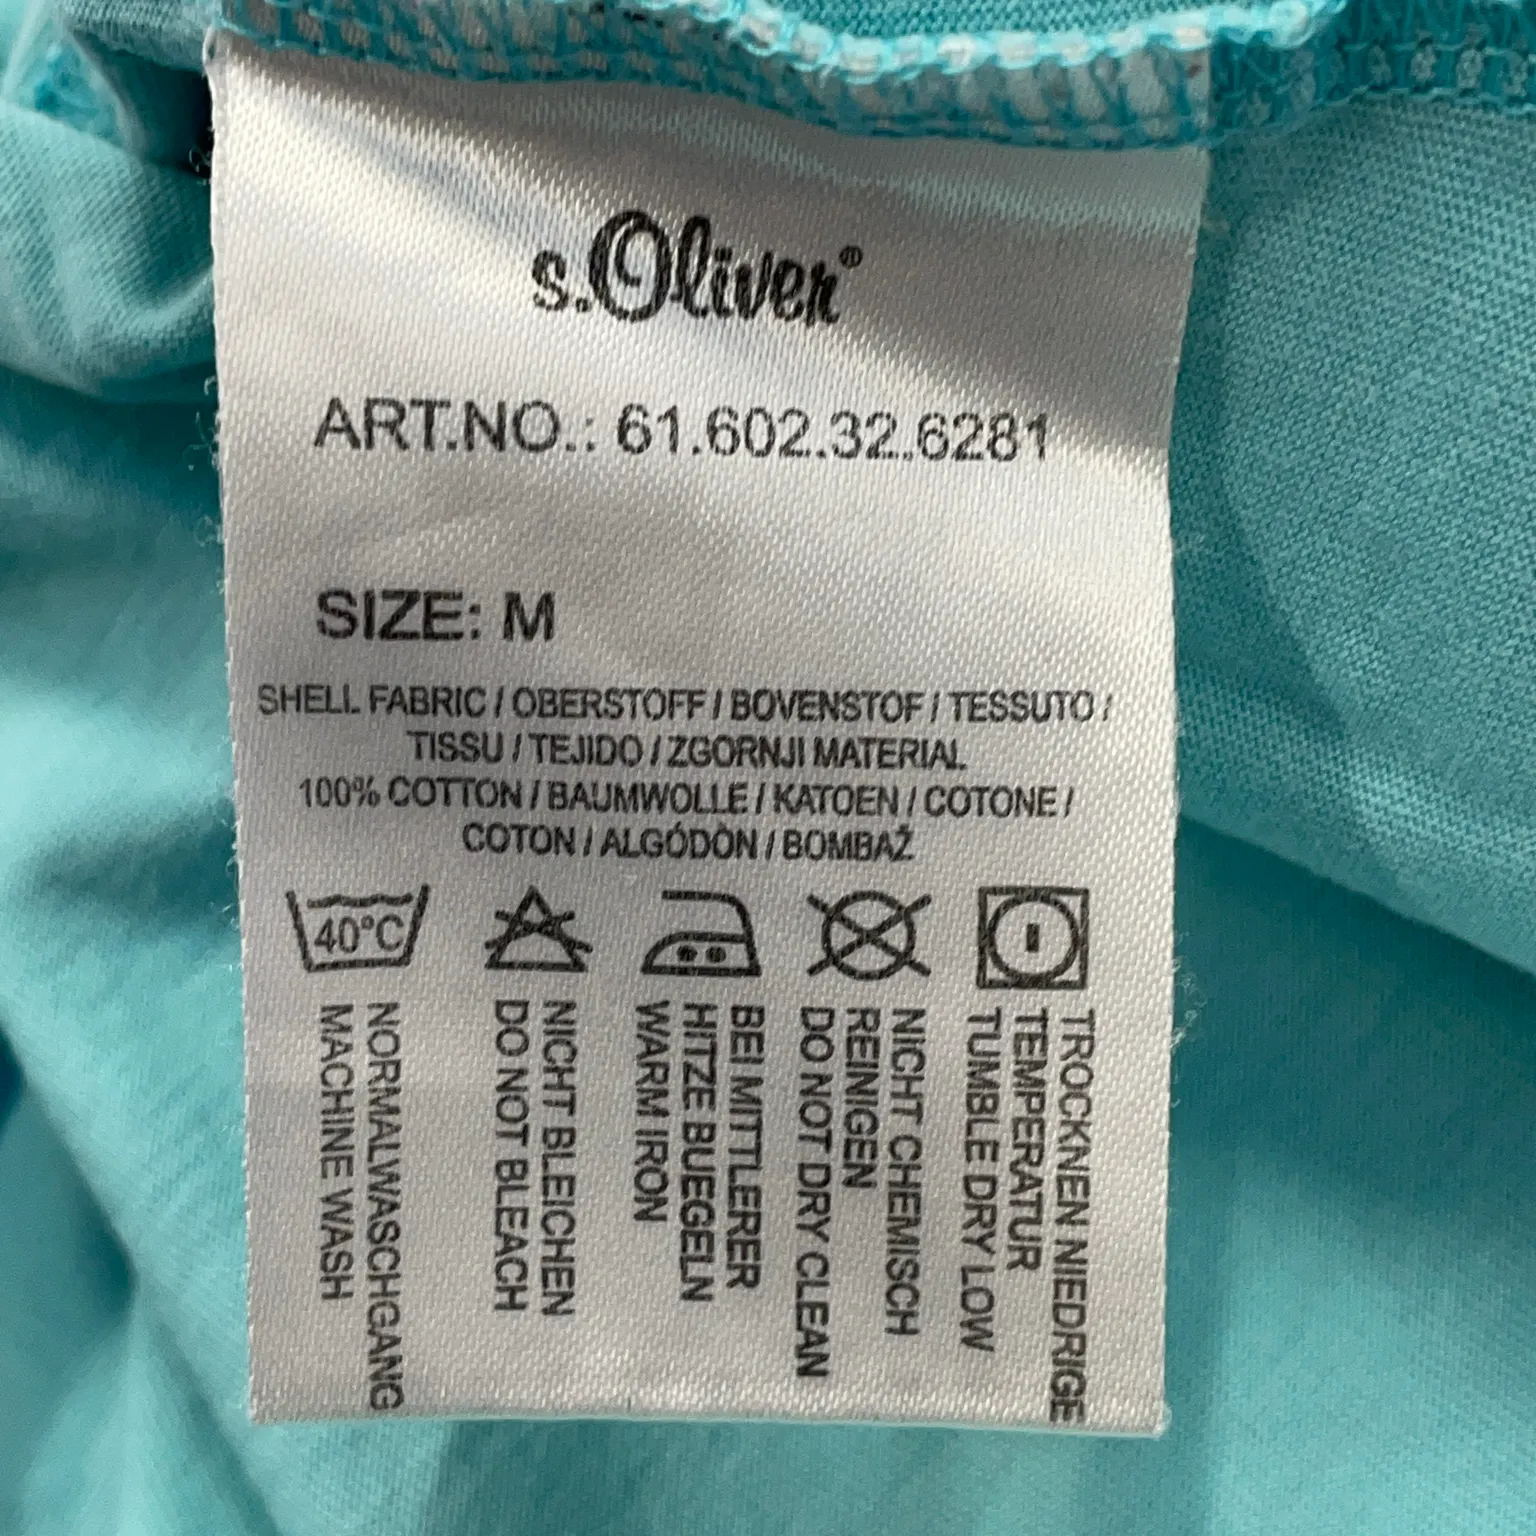 s.Oliver®
ART.NO.: 61.602.32.6281
SIZE: M
SHELL FABRIC / OBERSTOFF / BOVENSTOF / TESSUTO /
TISSU / TEJIDO / ZGORNJI MATERIAL
100% COTTON / BAUMWOLLE / KATOEN / COTONE /
COTON / ALGÓDÒN / BOMBAŽ
40°C
NORMALWASCHGANG
MACHINE WASH
NICHT BLEICHEN
DO NOT BLEACH
BEI MITTLERER
HITZE BUEGELN
WARM IRON
NICHT CHEMISCH
REINIGEN
DO NOT DRY CLEAN
TROCKNEN NIEDRIGE
TEMPERATUR
TUMBLE DRY LOW